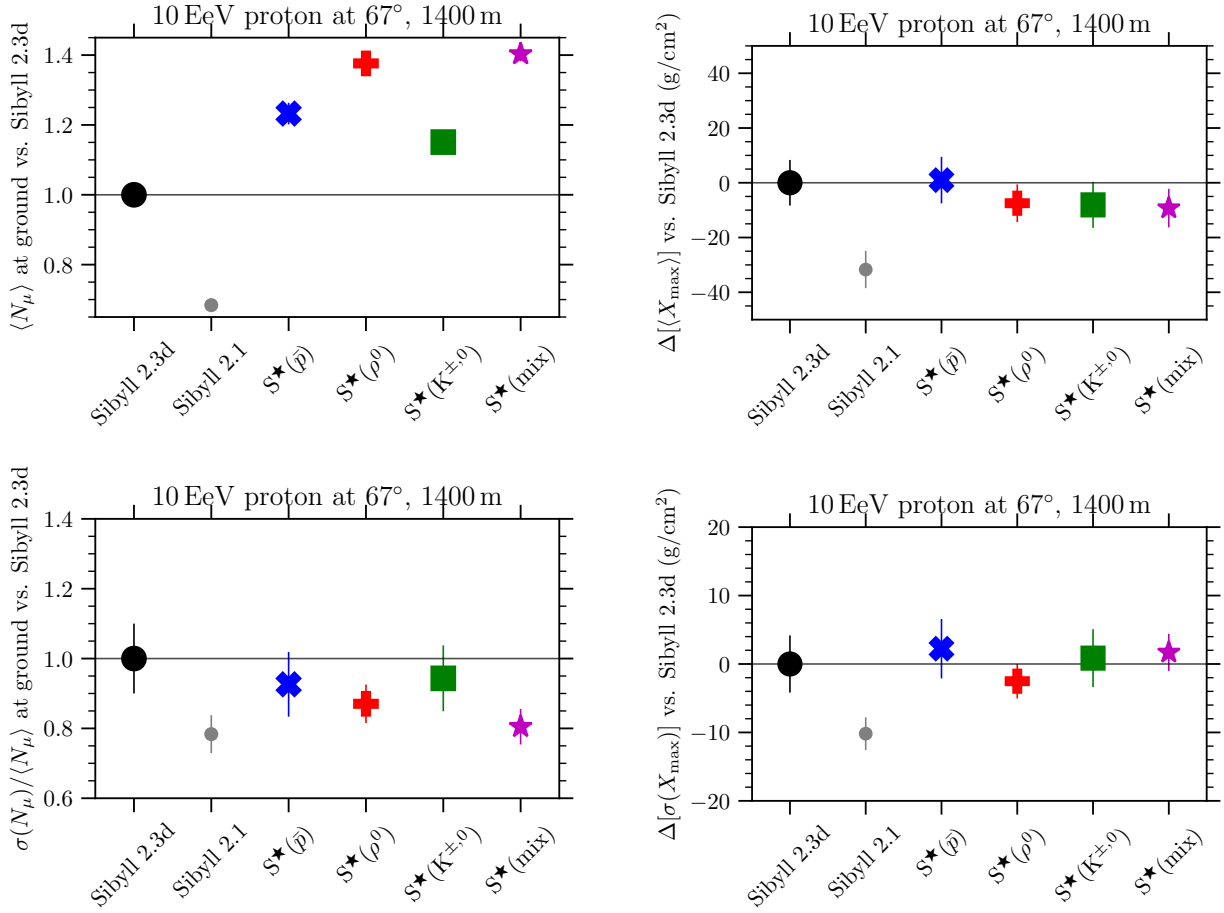 10 EeV proton at 67°, 1400 m
⟨N_μ⟩ at ground vs. Sibyll 2.3d
1.4
1.2
1.0
0.8
Sibyll 2.3d
Sibyll 2.1
S★(p̄)
S★(ρ⁰)
S★(K^{±,0})
S★(mix)
10 EeV proton at 67°, 1400 m
Δ[⟨X_max⟩] vs. Sibyll 2.3d (g/cm²)
40
20
0
−20
−40
Sibyll 2.3d
Sibyll 2.1
S★(p̄)
S★(ρ⁰)
S★(K^{±,0})
S★(mix)
10 EeV proton at 67°, 1400 m
σ(N_μ)/⟨N_μ⟩ at ground vs. Sibyll 2.3d
1.4
1.2
1.0
0.8
0.6
Sibyll 2.3d
Sibyll 2.1
S★(p̄)
S★(ρ⁰)
S★(K^{±,0})
S★(mix)
10 EeV proton at 67°, 1400 m
Δ[σ(X_max)] vs. Sibyll 2.3d (g/cm²)
20
10
0
−10
−20
Sibyll 2.3d
Sibyll 2.1
S★(p̄)
S★(ρ⁰)
S★(K^{±,0})
S★(mix)